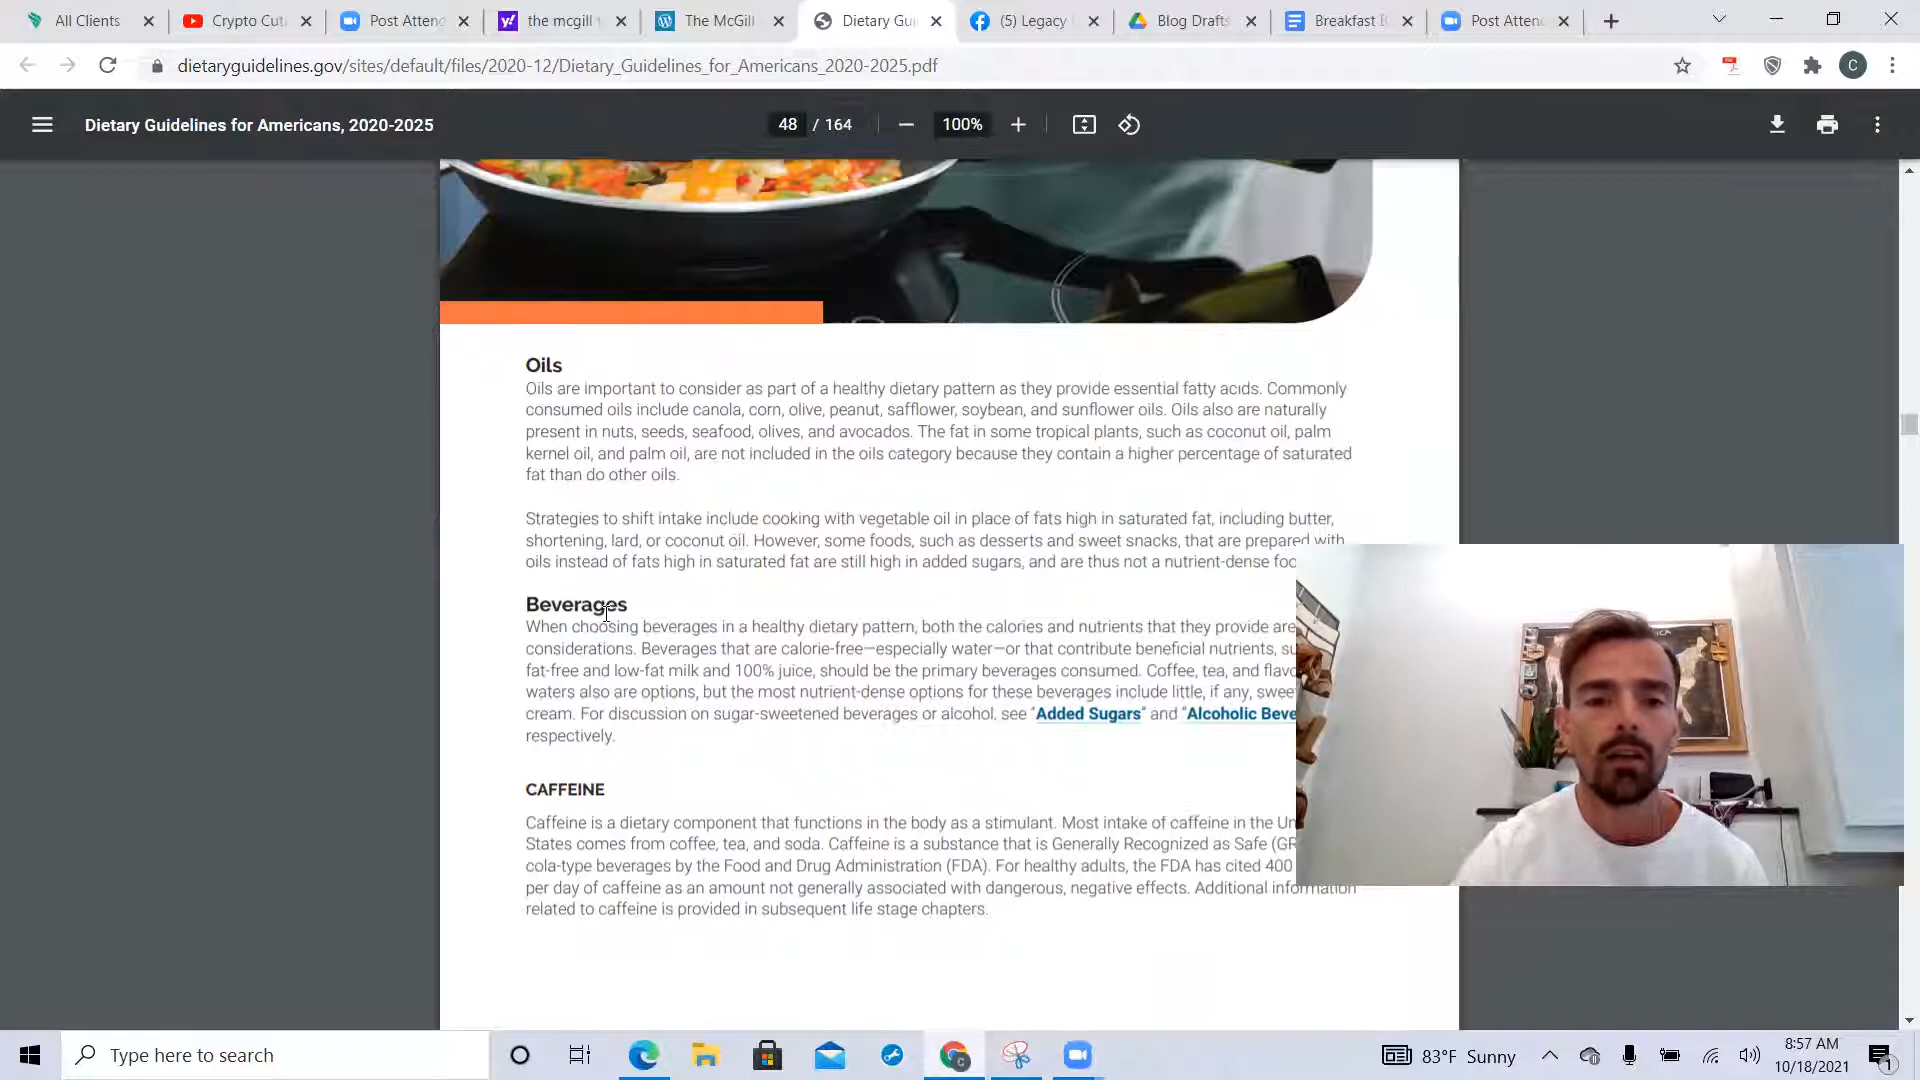 All Clients
Crypto Cut
Post Atten
the mcgill
The McGill
Dietary Gui
(5) Legacy
Blog Drafts
Breakfast
Post Atten
dietaryguidelines.gov/sites/default/files/2020-12/Dietary_Guidelines_for_Americans_2020-2025.pdf
C
Dietary Guidelines for Americans, 2020-2025
48 / 164
100%
Oils
Oils are important to consider as part of a healthy dietary pattern as they provide essential fatty acids. Commonly
consumed oils include canola, corn, olive, peanut, safflower, soybean, and sunflower oils. Oils also are naturally
present in nuts, seeds, seafood, olives, and avocados. The fat in some tropical plants, such as coconut oil, palm
kernel oil, and palm oil, are not included in the oils category because they contain a higher percentage of saturated
fat than do other oils.
Strategies to shift intake include cooking with vegetable oil in place of fats high in saturated fat, including butter,
shortening, lard, or coconut oil. However, some foods, such as desserts and sweet snacks, that are prepared with
oils instead of fats high in saturated fat are still high in added sugars, and are thus not a nutrient-dense foo
Beverages
When choosing beverages in a healthy dietary pattern, both the calories and nutrients that they provide are
considerations. Beverages that are calorie-free—especially water—or that contribute beneficial nutrients, su
fat-free and low-fat milk and 100% juice, should be the primary beverages consumed. Coffee, tea, and flavo
waters also are options, but the most nutrient-dense options for these beverages include little, if any, swee
cream. For discussion on sugar-sweetened beverages or alcohol, see "Added Sugars" and "Alcoholic Beve
respectively.
CAFFEINE
Caffeine is a dietary component that functions in the body as a stimulant. Most intake of caffeine in the Un
States comes from coffee, tea, and soda. Caffeine is a substance that is Generally Recognized as Safe (GR
cola-type beverages by the Food and Drug Administration (FDA). For healthy adults, the FDA has cited 400
per day of caffeine as an amount not generally associated with dangerous, negative effects. Additional information
related to caffeine is provided in subsequent life stage chapters.
Type here to search
83°F Sunny
8:57 AM
10/18/2021
1